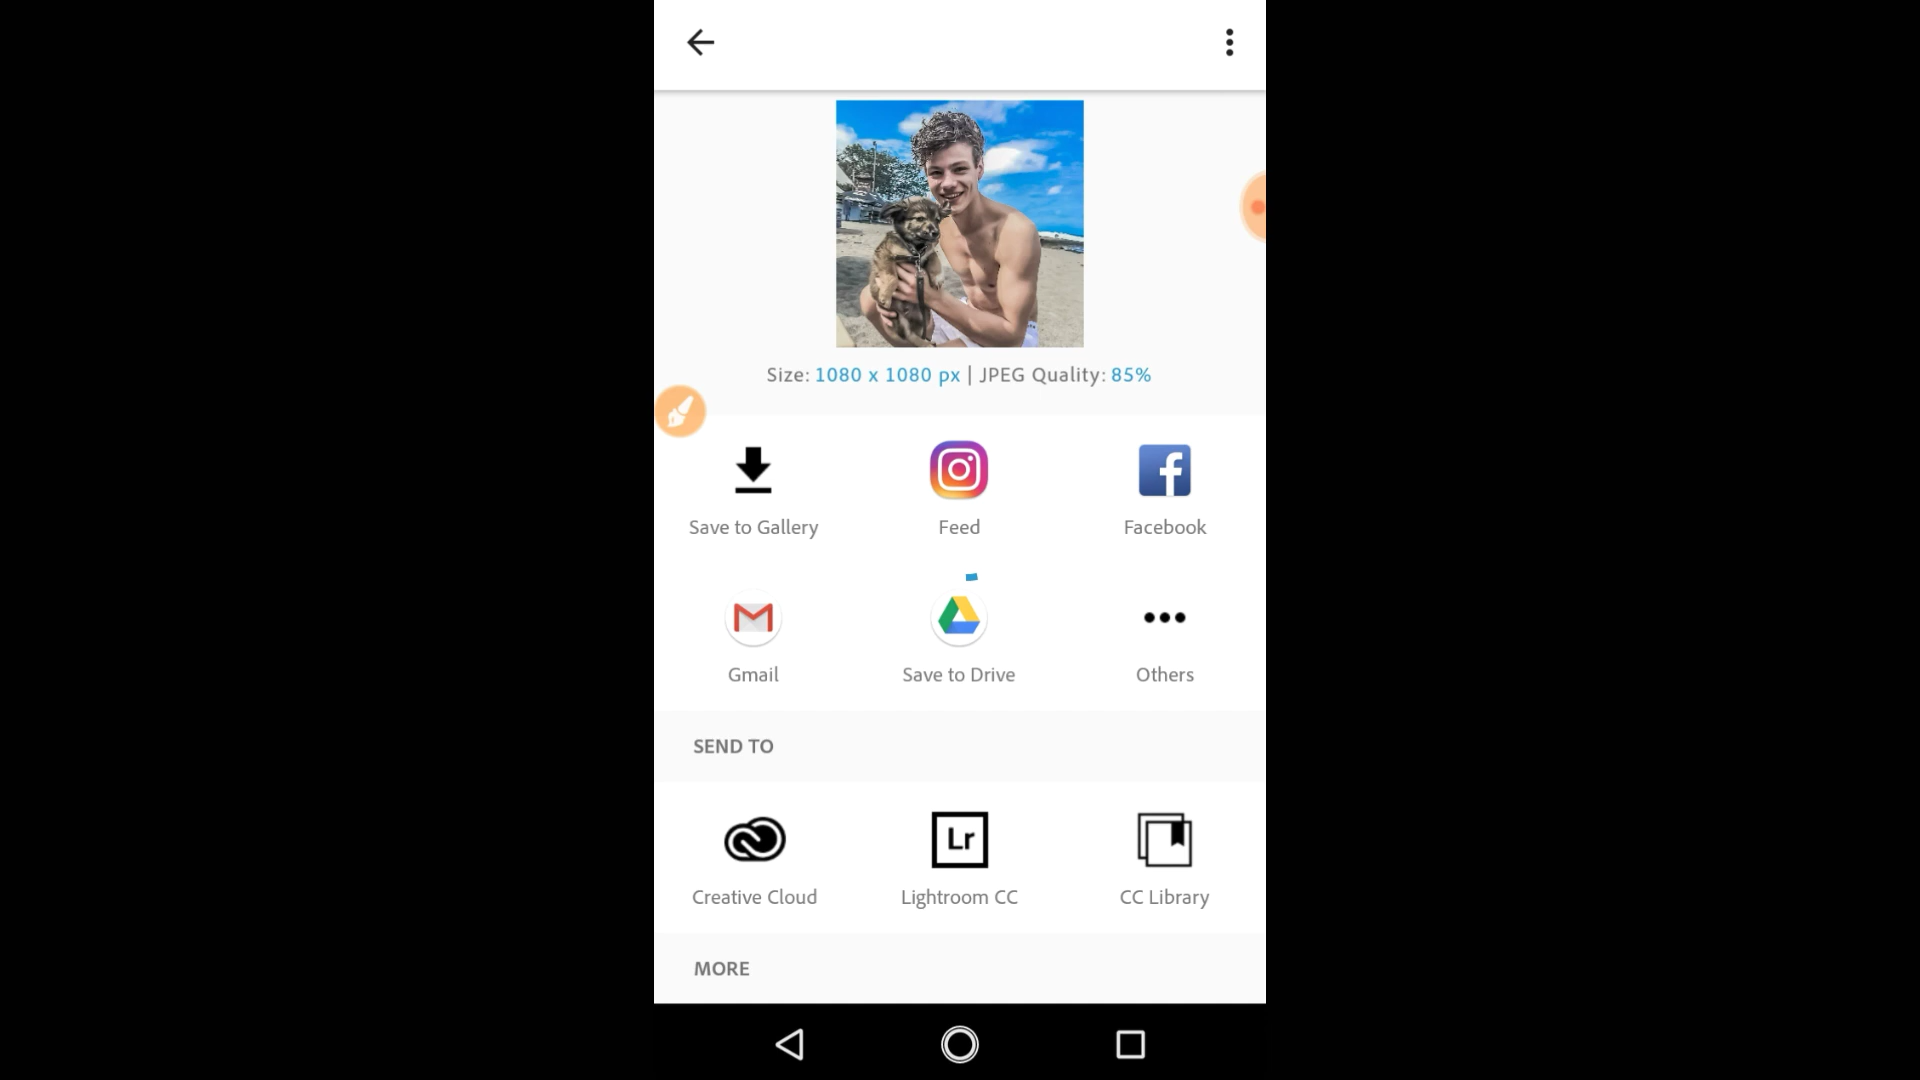 Size: 1080 x 1080 px | JPEG Quality: 85%
Save to Gallery
Feed
Facebook
Gmail
Save to Drive
Others
SEND TO
Lr
Creative Cloud
Lightroom CC
CC Library
MORE